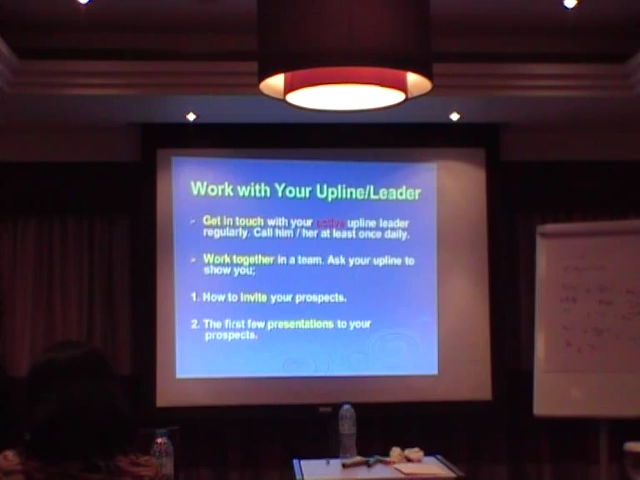 Work with Your Upline/Leader
Get in touch with your upline leader
regularly. Call him / her at least once daily.
Work together in a team. Ask your upline to
show you;
1. How to invite your prospects.
2. The first few presentations to your
prospects.